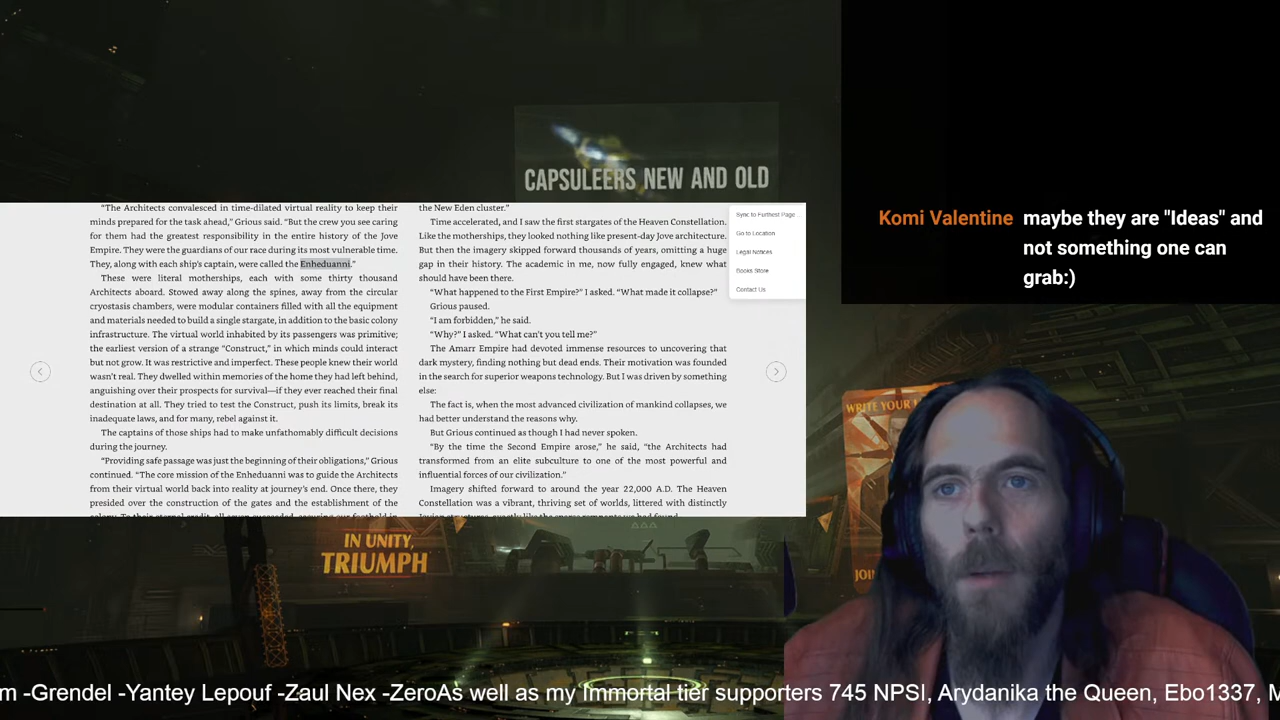 CAPSULEERS NEW AND OLD
“The Architects convalesced in time-dilated virtual reality to keep their
minds prepared for the task ahead,” Grious said. “But the crew you see caring
for them had the greatest responsibility in the entire history of the Jove
Empire. They were the guardians of our race during its most vulnerable time.
They, along with each ship’s captain, were called the Enheduanni.”
These were literal motherships, each with some thirty thousand
Architects aboard. Stowed away along the spines, away from the circular
cryostasis chambers, were modular containers filled with all the equipment
and materials needed to build a single stargate, in addition to the basic colony
infrastructure. The virtual world inhabited by its passengers was primitive;
the earliest version of a strange “Construct,” in which minds could interact
but not grow. It was restrictive and imperfect. These people knew their world
wasn’t real. They dwelled within memories of the home they had left behind,
anguishing over their prospects for survival—if they ever reached their final
destination at all. They tried to test the Construct, push its limits, break its
inadequate laws, and for many, rebel against it.
The captains of those ships had to make unfathomably difficult decisions
during the journey.
“Providing safe passage was just the beginning of their obligations,” Grious
continued. “The core mission of the Enheduanni was to guide the Architects
from their virtual world back into reality at journey’s end. Once there, they
presided over the construction of the gates and the establishment of the
the New Eden cluster.”
Time accelerated, and I saw the first stargates of the Heaven Constellation.
Like the motherships, they looked nothing like present-day Jove architecture.
But then the imagery skipped forward thousands of years, omitting a huge
gap in their history. The academic in me, now fully engaged, knew what
should have been there.
“What happened to the First Empire?” I asked. “What made it collapse?”
Grious paused.
“I am forbidden,” he said.
“Why?” I asked. “What can’t you tell me?”
The Amarr Empire had devoted immense resources to uncovering that
dark mystery, finding nothing but dead ends. Their motivation was founded
in the search for superior weapons technology. But I was driven by something
else:
The fact is, when the most advanced civilization of mankind collapses, we
had better understand the reasons why.
But Grious continued as though I had never spoken.
“By the time the Second Empire arose,” he said, “the Architects had
transformed from an elite subculture to one of the most powerful and
influential forces of our civilization.”
Imagery shifted forward to around the year 22,000 A.D. The Heaven
Constellation was a vibrant, thriving set of worlds, littered with distinctly
Sync to Furthest Page ...
Go to Location
Legal Notices
Books Store
Contact Us
Komi Valentine maybe they are "Ideas" and
not something one can
grab:)
WRITE YOUR
JOI
IN UNITY,
TRIUMPH
m -Grendel -Yantey Lepouf -Zaul Nex -ZeroAs well as my Immortal tier supporters 745 NPSI, Arydanika the Queen, Ebo1337, M